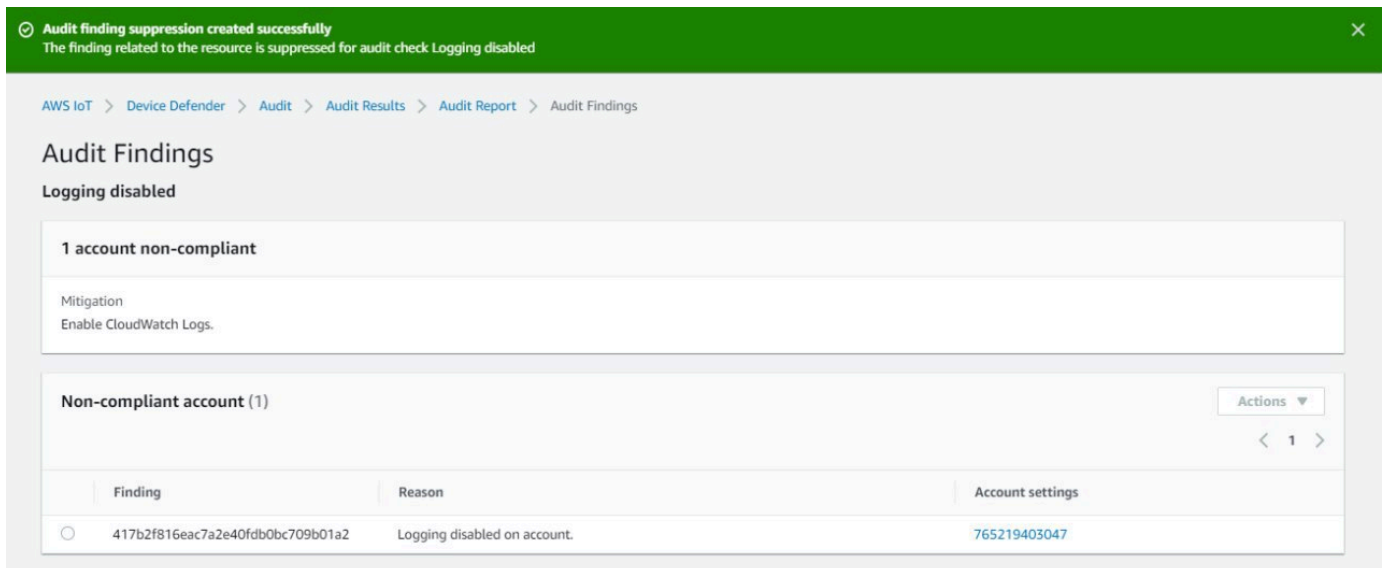 Audit finding suppression created successfully
The finding related to the resource is suppressed for audit check Logging disabled
AWS IoT > Device Defender > Audit > Audit Results > Audit Report > Audit Findings
Audit Findings
Logging disabled
1 account non-compliant
Mitigation
Enable CloudWatch Logs.
Non-compliant account (1)
Actions ▼
< 1 >
Finding Reason Account settings
417b2f816eac7a2e40fdb0bc709b01a2 Logging disabled on account. 765219403047